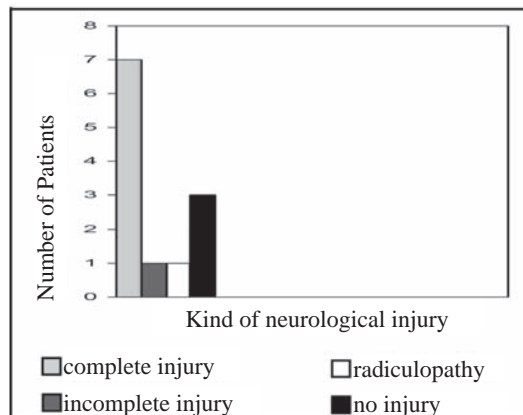 8
7
6
5
4
3
2
1
0
Number of Patients
Kind of neurological injury
complete injury
radiculopathy
incomplete injury
no injury